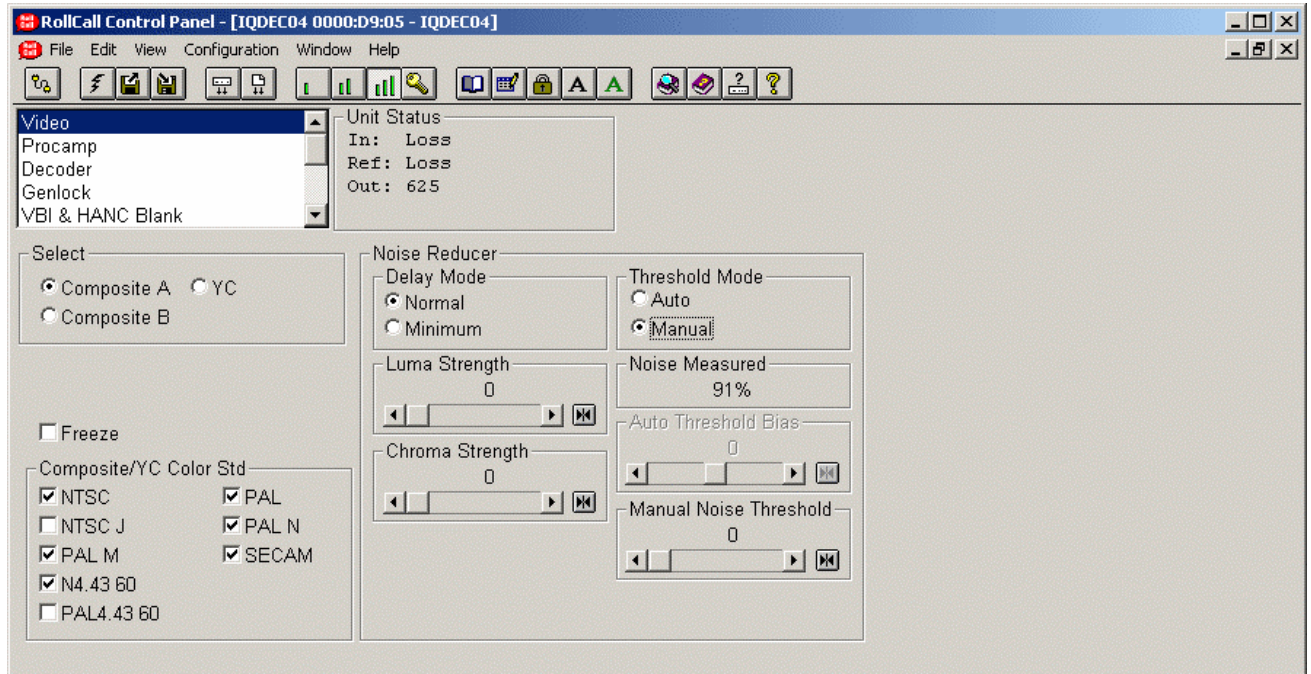 RollCall Control Panel - [IQDEC04 0000:D9:05 - IQDEC04]
File Edit View Configuration Window Help
A A ? ?
Video
Procamp
Decoder
Genlock
VBI & HANC Blank
Unit Status
In: Loss
Ref: Loss
Out: 625
Select
Composite A YC
Composite B
Freeze
Composite/YC Color Std
NTSC PAL
NTSC J PAL N
PAL M SECAM
N4.43 60
PAL4.43 60
Noise Reducer
Delay Mode
Normal
Minimum
Luma Strength
0
Chroma Strength
0
Threshold Mode
Auto
Manual
Noise Measured
91%
Auto Threshold Bias
0
Manual Noise Threshold
0